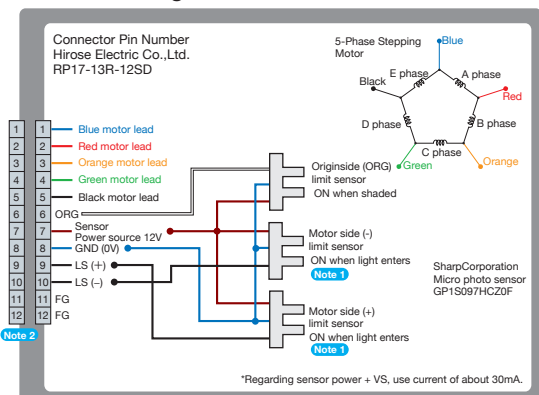 Connector Pin Number
Hirose Electric Co.,Ltd.
RP17-13R-12SD
5-Phase Stepping
Motor
Blue
E phase
A phase
Black
Red
D phase
B phase
C phase
Green
Orange
1 1 Blue motor lead
2 2 Red motor lead
3 3 Orange motor lead
4 4 Green motor lead
5 5 Black motor lead
6 6 ORG
7 7 Sensor
Power source 12V
8 8 GND (0V)
9 9 LS (+)
10 10 LS (−)
11 11 FG
12 12 FG
Note 2
Originside (ORG)
limit sensor
ON when shaded
Motor side (-)
limit sensor
ON when light enters
Note 1
Motor side (+)
limit sensor
ON when light enters
Note 1
SharpCorporation
Micro photo sensor
GP1S097HCZ0F
*Regarding sensor power + VS, use current of about 30mA.